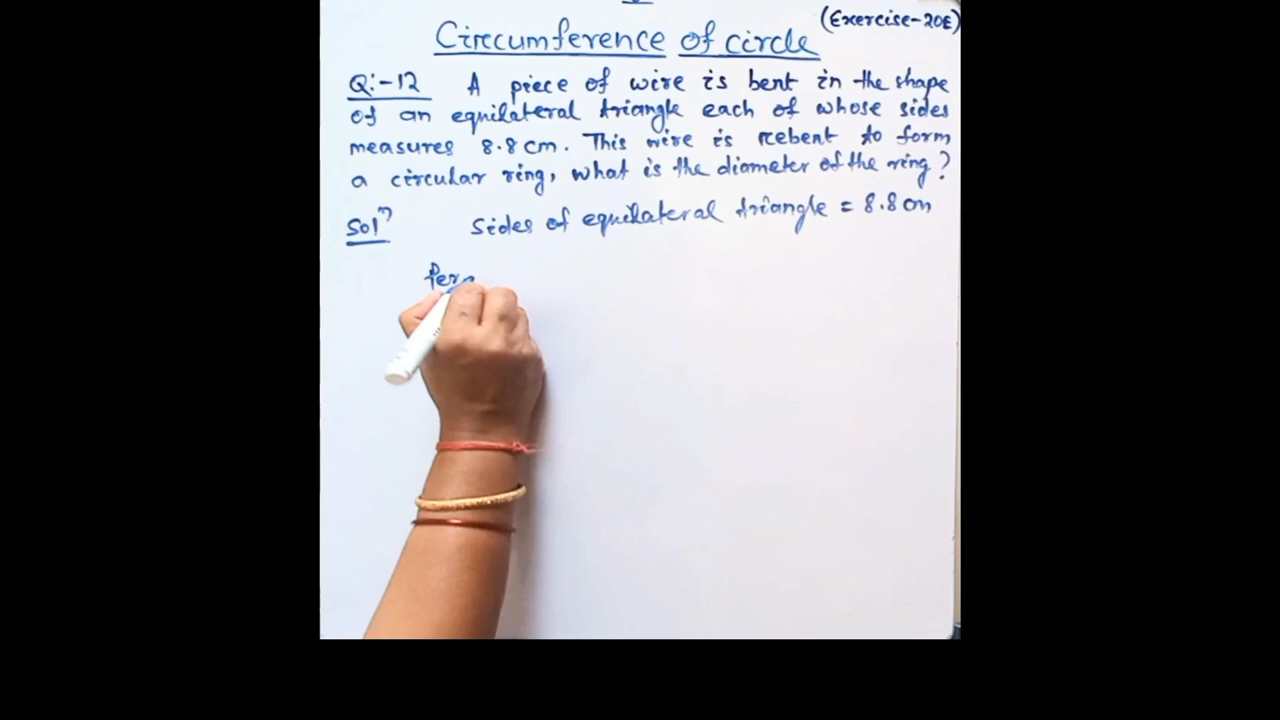 (Exercise-20E)
Circumference of circle
Q:-12 A piece of wire is bent in the shape
of an equilateral triangle each of whose sides
measures 8.8 cm. This wire is rebent to form
a circular ring, what is the diameter of the ring?
Solⁿ) Sides of equilateral triangle = 8.8 cm
Per